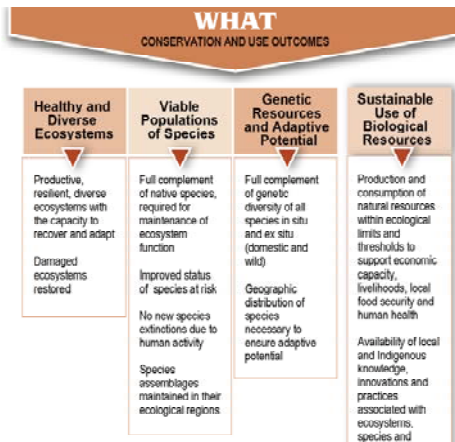 WHAT
CONSERVATION AND USE OUTCOMES
Healthy and
Diverse
Ecosystems
Productive,
resilient, diverse
ecosystems with
the capacity to
recover and adapt
Damaged
ecosystems
restored
Viable
Populations
of Species
Full complement
of native species,
required for
maintenance of
ecosystem
function
Improved status
of species at risk
No new species
extinctions due to
human activity
Species
assemblages
maintained in their
ecological regions
Genetic
Resources
and Adaptive
Potential
Full complement
of genetic
diversity of all
species in situ
and ex situ
(domestic and
wild)
Geographic
distribution of
species
necessary to
ensure adaptive
potential
Sustainable
Use of
Biological
Resources
Production and
consumption of
natural resources
within ecological
limits and
thresholds to
support economic
capacity,
livelihoods, local
food security and
human health
Availability of local
and Indigenous
knowledge,
innovations and
practices
associated with
ecosystems,
species and